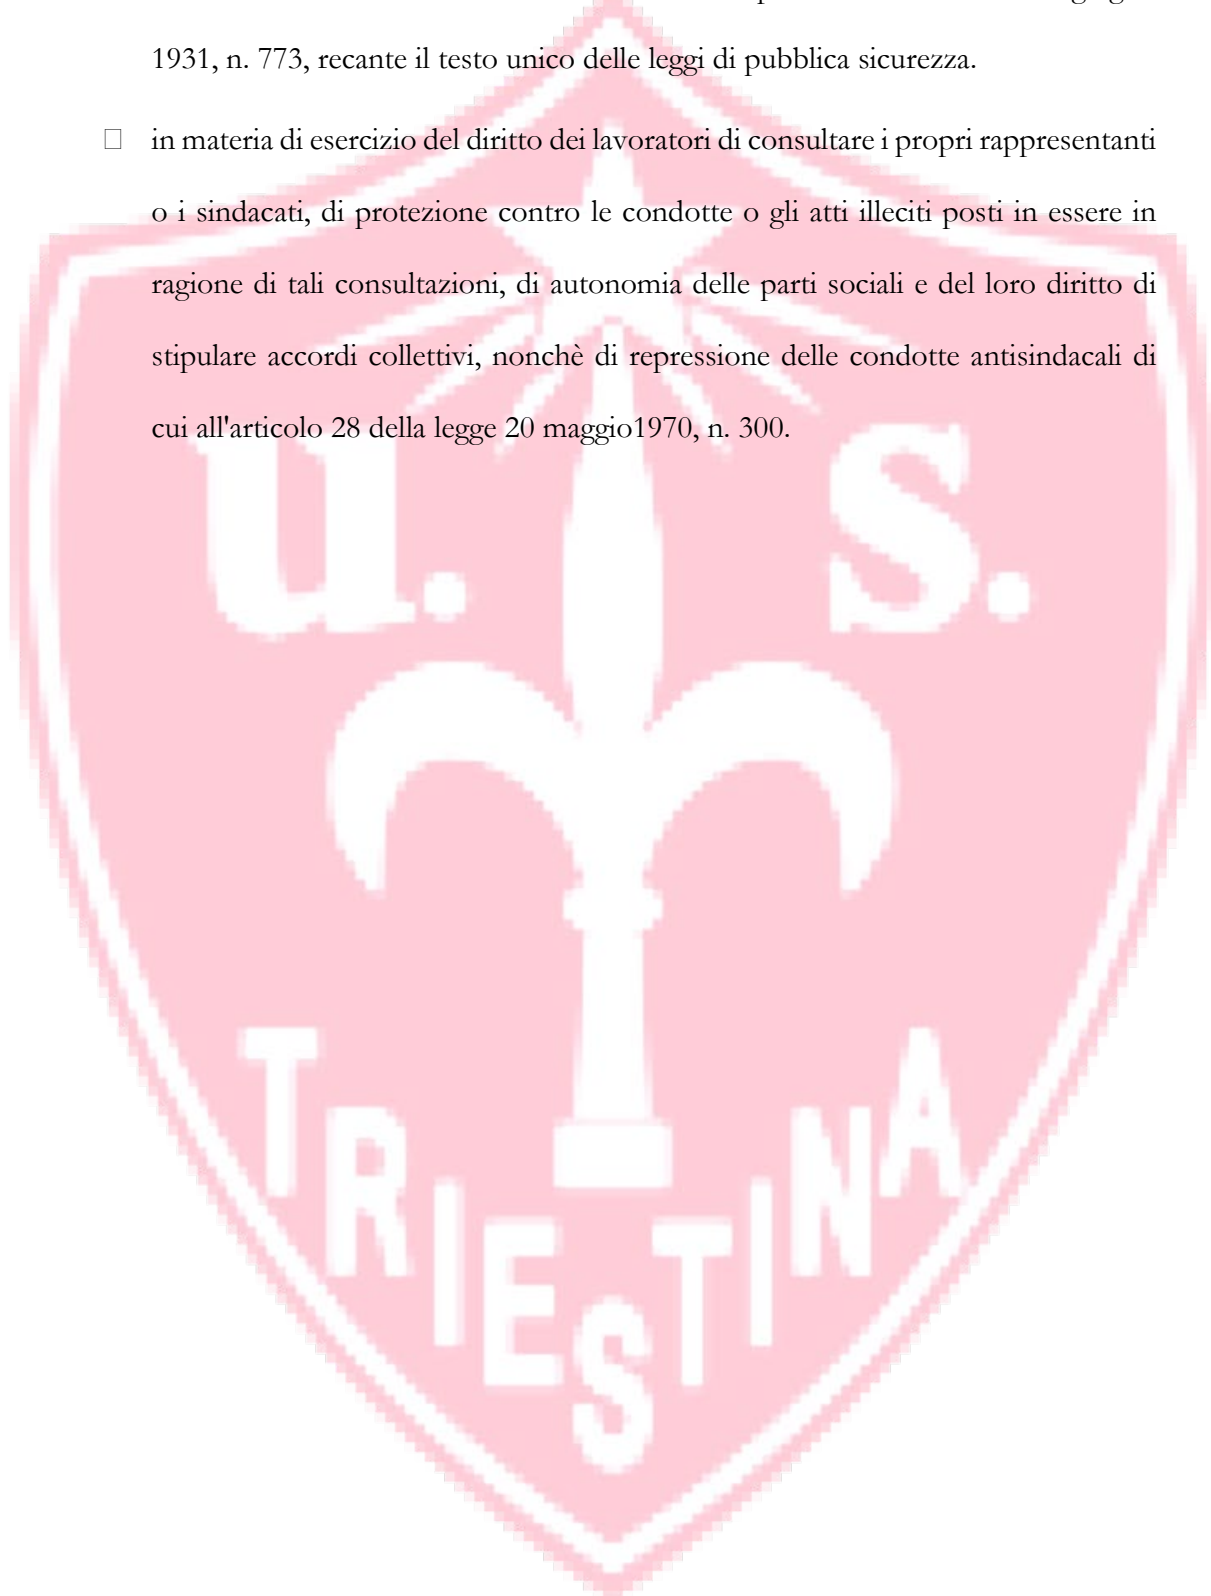 1931, n. 773, recante il testo unico delle leggi di pubblica sicurezza.
□ in materia di esercizio del diritto dei lavoratori di consultare i propri rappresentanti
o i sindacati, di protezione contro le condotte o gli atti illeciti posti in essere in
ragione di tali consultazioni, di autonomia delle parti sociali e del loro diritto di
stipulare accordi collettivi, nonchè di repressione delle condotte antisindacali di
cui all'articolo 28 della legge 20 maggio1970, n. 300.
u. s.
TRIESTINA